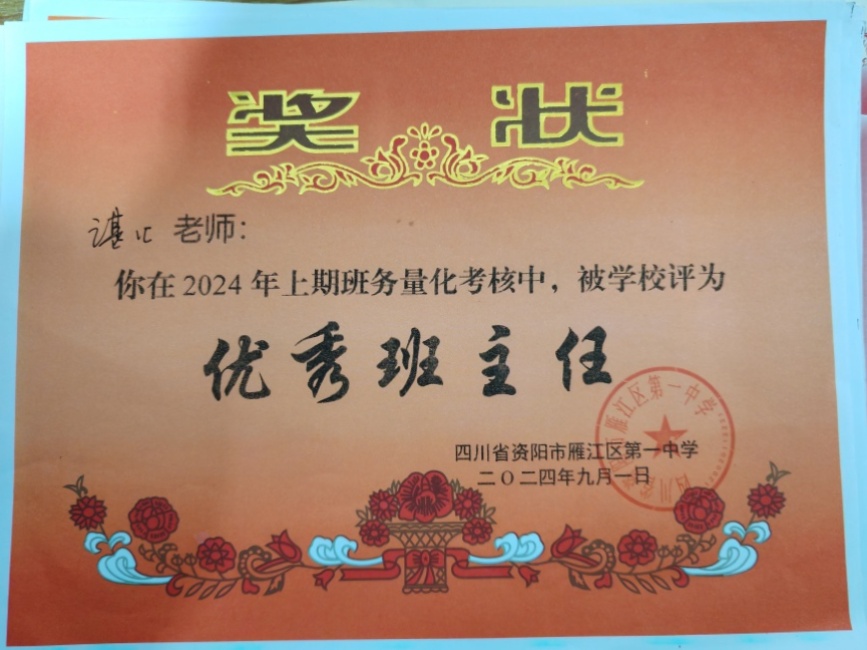 奖 状
老师：
你在2024年上期班务量化考核中，被学校评为
优秀班主任
四川省资阳市雁江区第一中学
二〇二四年九月一日